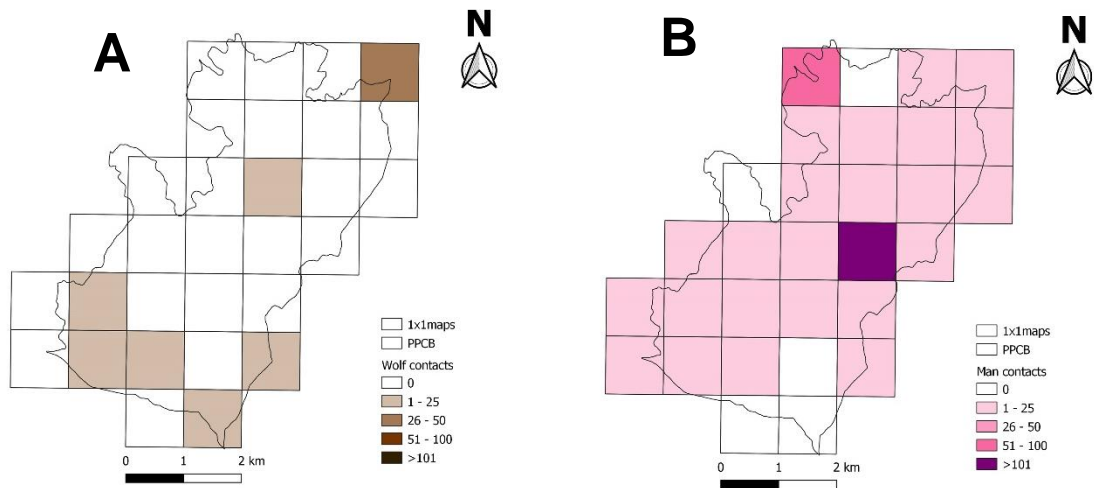 A
N
1x1maps
PPCB
Wolf contacts
0
1 - 25
26 - 50
51 - 100
>101
0 1 2 km
B
N
1x1maps
PPCB
Man contacts
0
1 - 25
26 - 50
51 - 100
>101
0 1 2 km